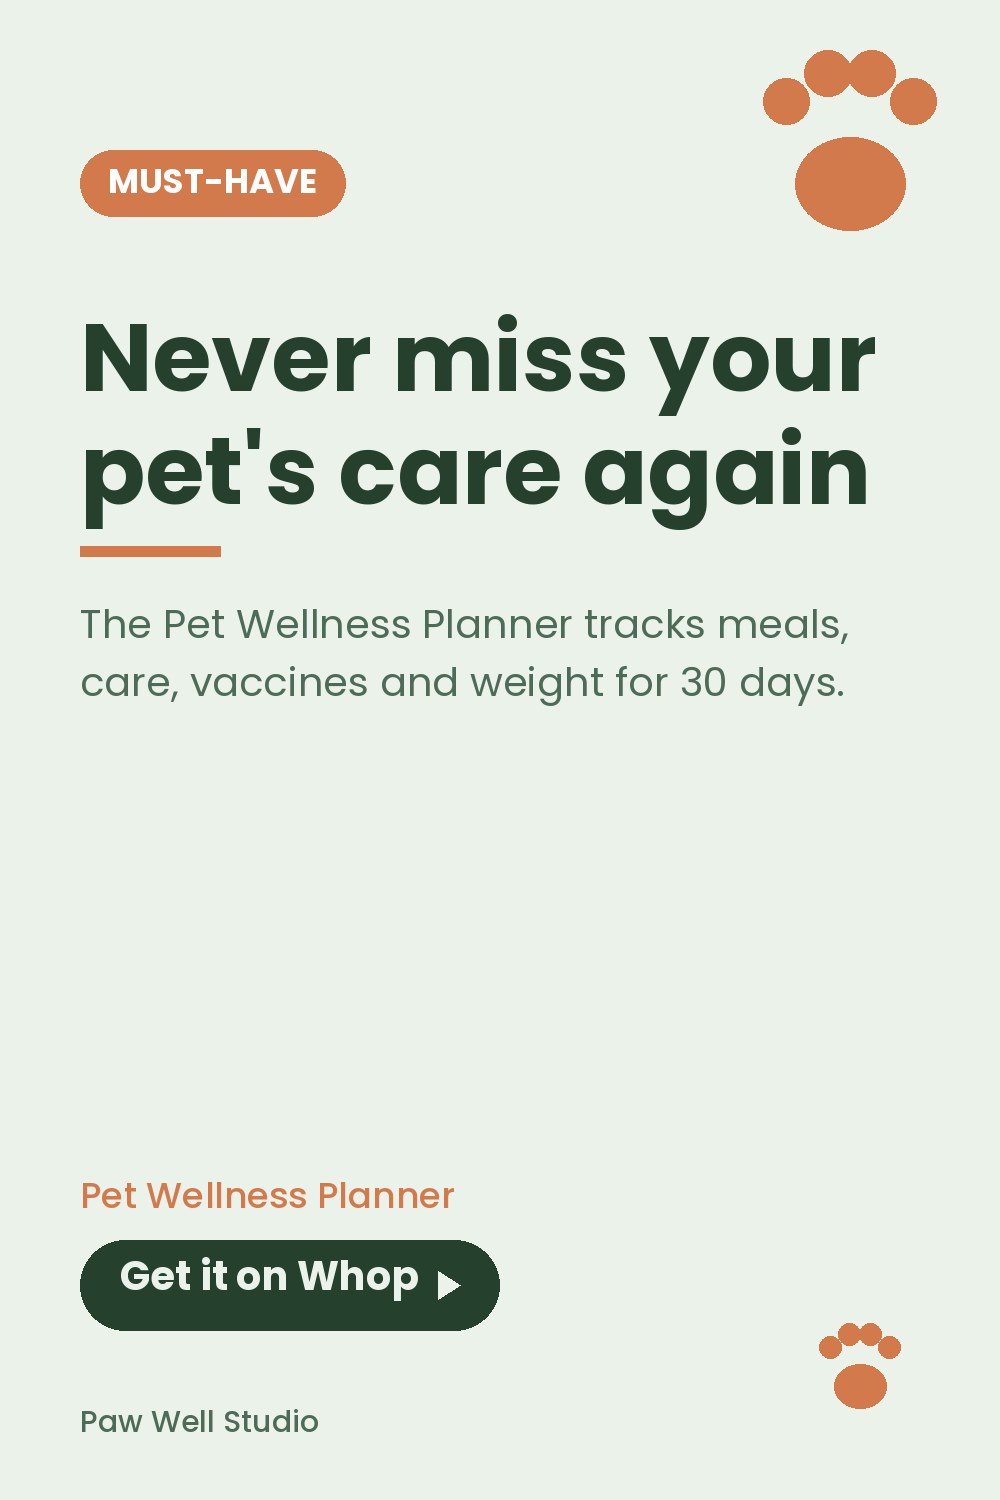 MUST-HAVE
Never miss your
pet's care again
The Pet Wellness Planner tracks meals,
care, vaccines and weight for 30 days.
Pet Wellness Planner
Get it on Whop
Paw Well Studio